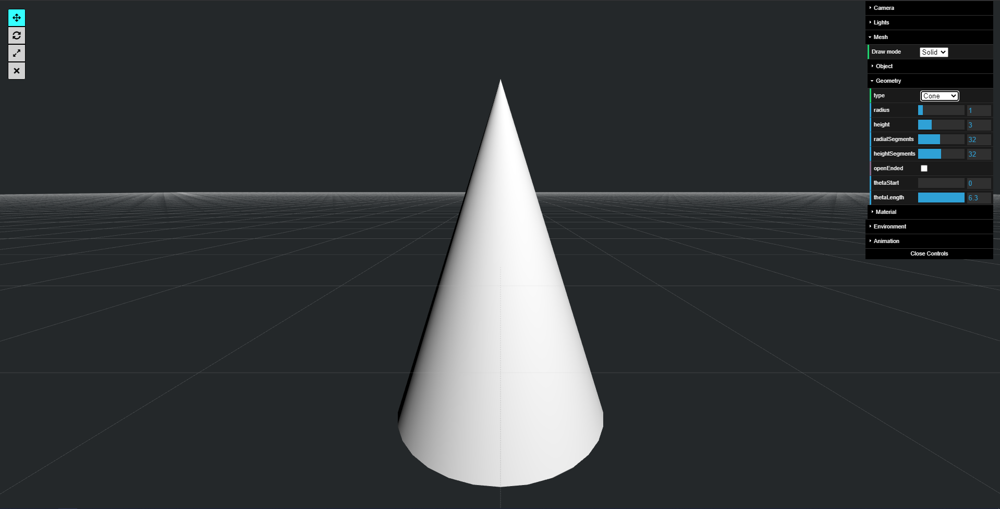 Camera
Lights
Mesh
Draw mode Solid
Object
Geometry
type Cone
radius 1
height 3
radialSegments 32
heightSegments 32
openEnded
thetaStart 0
thetaLength 6.3
Material
Environment
Animation
Close Controls